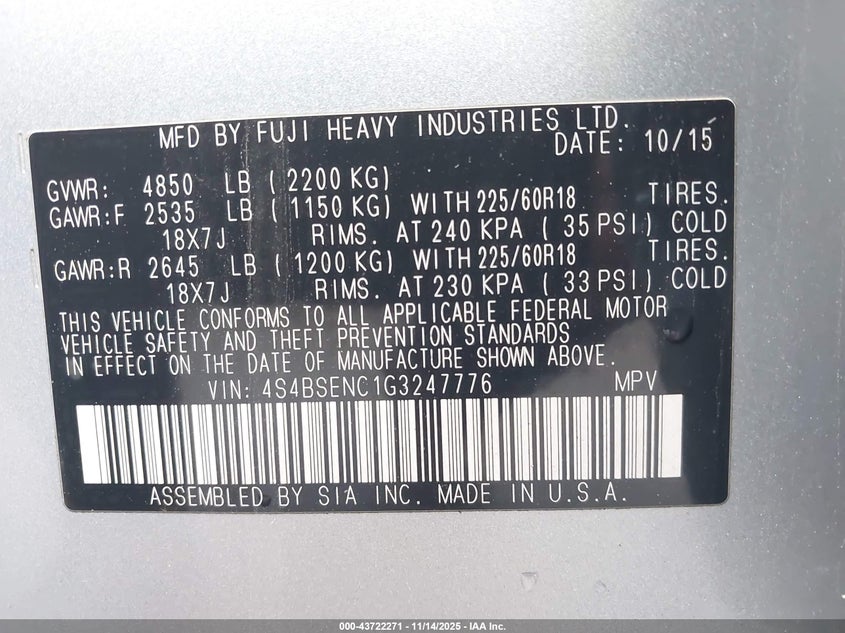 MFD BY FUJI HEAVY INDUSTRIES LTD.
DATE: 10/15
GVWR: 4850 LB (2200 KG)
GAWR:F 2535 LB (1150 KG) WITH 225/60R18 TIRES.
18X7J RIMS. AT 240 KPA (35 PSI) COLD
GAWR:R 2645 LB (1200 KG) WITH 225/60R18 TIRES.
18X7J RIMS. AT 230 KPA (33 PSI) COLD
THIS VEHICLE CONFORMS TO ALL APPLICABLE FEDERAL MOTOR
VEHICLE SAFETY AND THEFT PREVENTION STANDARDS
IN EFFECT ON THE DATE OF MANUFACTURE SHOWN ABOVE.
VIN: 4S4BSENC1G3247776 MPV
ASSEMBLED BY SIA INC. MADE IN U.S.A.
000-43722271 - 11/14/2025 - IAA Inc.